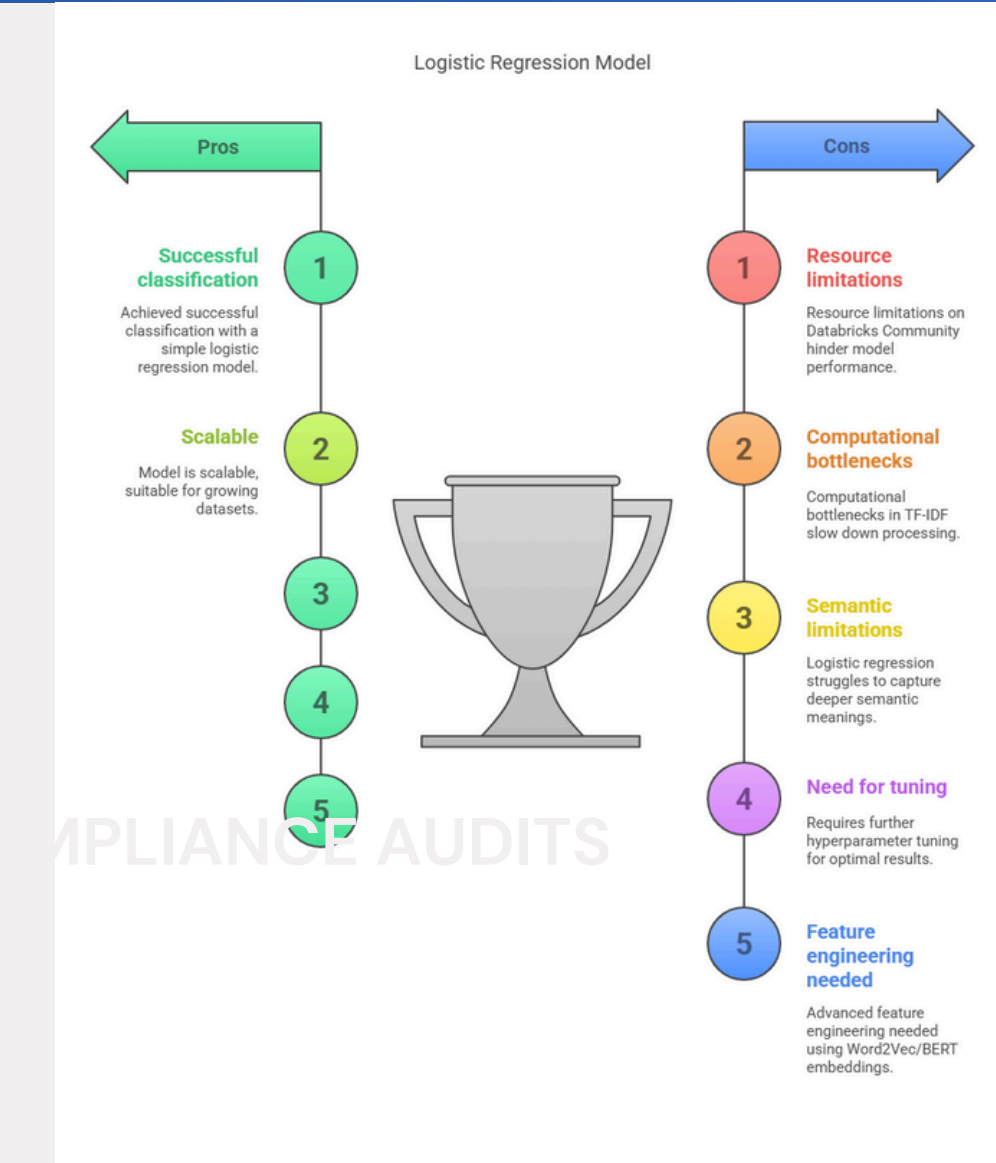 Logistic Regression Model
Pros
1
Successful
classification
Achieved successful
classification with a
simple logistic
regression model.
2
Scalable
Model is scalable,
suitable for growing
datasets.
3
4
5
MPLIANCE AUDITS
Cons
1
Resource
limitations
Resource limitations on
Databricks Community
hinder model
performance.
2
Computational
bottlenecks
Computational
bottlenecks in TF-IDF
slow down processing.
3
Semantic
limitations
Logistic regression
struggles to capture
deeper semantic
meanings.
4
Need for tuning
Requires further
hyperparameter tuning
for optimal results.
5
Feature
engineering
needed
Advanced feature
engineering needed
using Word2Vec/BERT
embeddings.